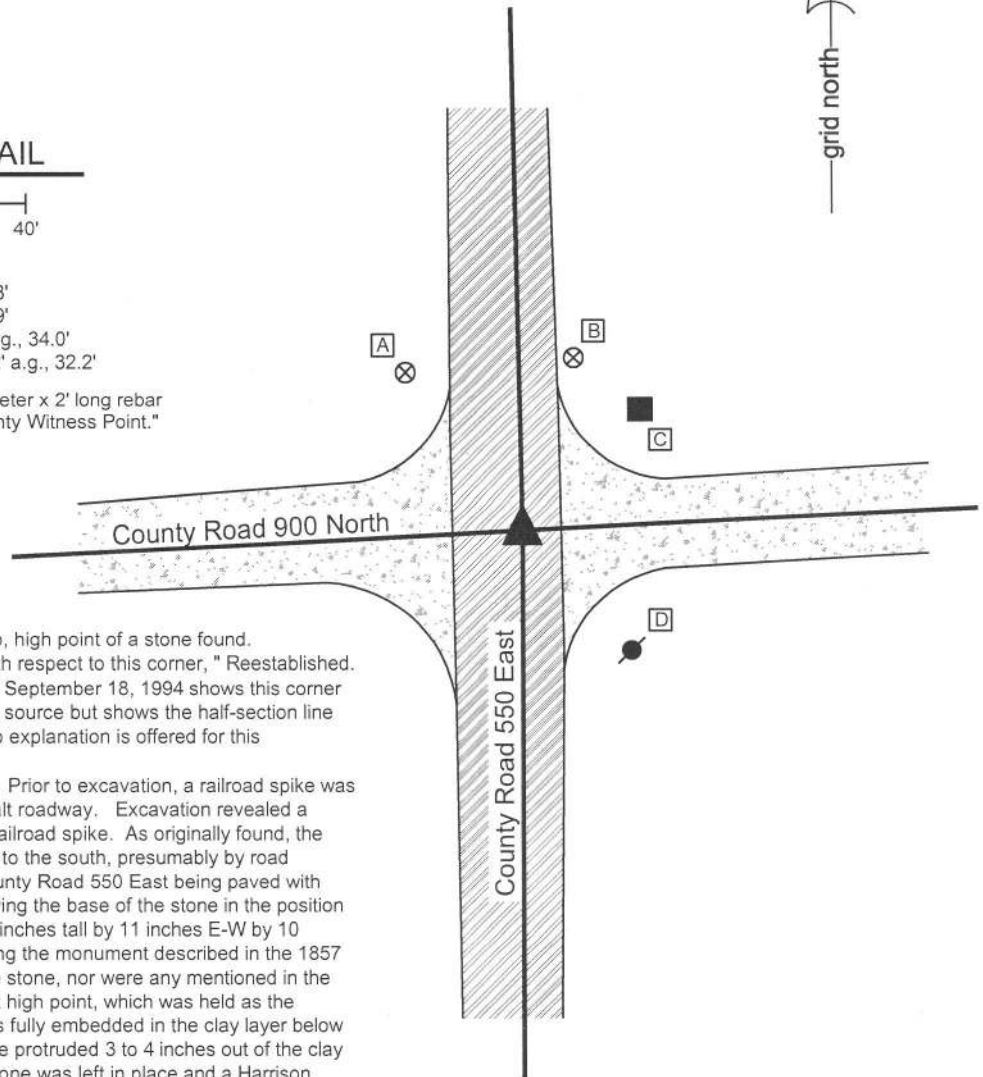 AIL
40'
grid north
3'
9'
g., 34.0'
' a.g., 32.2'
eter x 2' long rebar
nty Witness Point."
A
B
C
County Road 900 North
D
County Road 550 East
, high point of a stone found.
th respect to this corner, " Reestablished.
September 18, 1994 shows this corner
source but shows the half-section line
o explanation is offered for this
Prior to excavation, a railroad spike was
alt roadway. Excavation revealed a
ailroad spike. As originally found, the
to the south, presumably by road
unty Road 550 East being paved with
ing the base of the stone in the position
inches tall by 11 inches E-W by 10
ng the monument described in the 1857
e stone, nor were any mentioned in the
t high point, which was held as the
s fully embedded in the clay layer below
e protruded 3 to 4 inches out of the clay
one was left in place and a Harrison